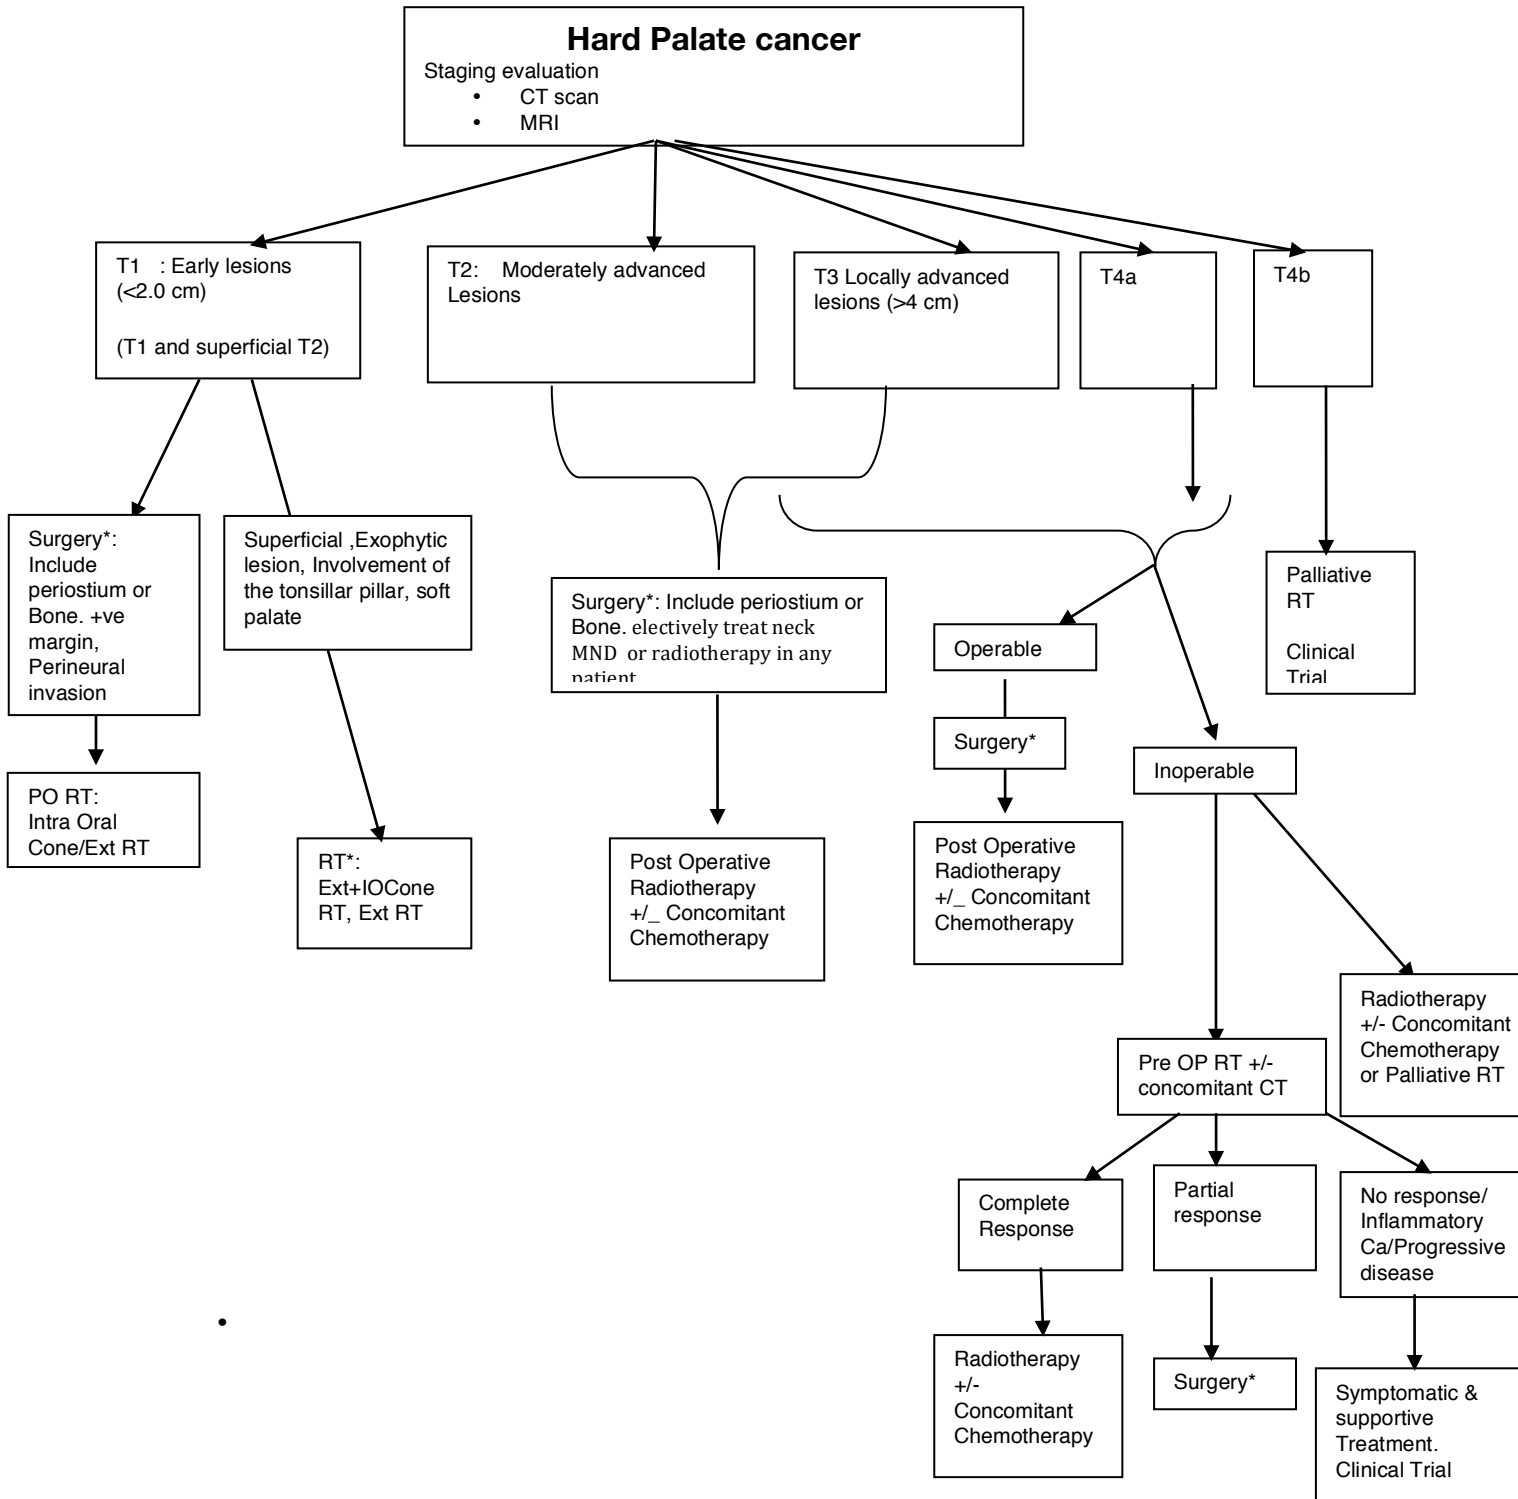 Hard Palate cancer
Staging evaluation
• CT scan
• MRI
T1 : Early lesions
(<2.0 cm)
(T1 and superficial T2)
T2: Moderately advanced
Lesions
T3 Locally advanced
lesions (>4 cm)
T4a
T4b
Surgery*:
Include
periostium or
Bone. +ve
margin,
Perineural
invasion
Superficial ,Exophytic
lesion, Involvement of
the tonsillar pillar, soft
palate
Surgery*: Include periostium or
Bone. electively treat neck
MND or radiotherapy in any
patient
Operable
Palliative
RT
Clinical
Trial
Surgery*
Inoperable
PO RT:
Intra Oral
Cone/Ext RT
RT*:
Ext+IOCone
RT, Ext RT
Post Operative
Radiotherapy
+/_ Concomitant
Chemotherapy
Post Operative
Radiotherapy
+/_ Concomitant
Chemotherapy
Radiotherapy
+/- Concomitant
Chemotherapy
or Palliative RT
Pre OP RT +/-
concomitant CT
Complete
Response
Partial
response
No response/
Inflammatory
Ca/Progressive
disease
•
Radiotherapy
+/-
Concomitant
Chemotherapy
Surgery*
Symptomatic &
supportive
Treatment.
Clinical Trial